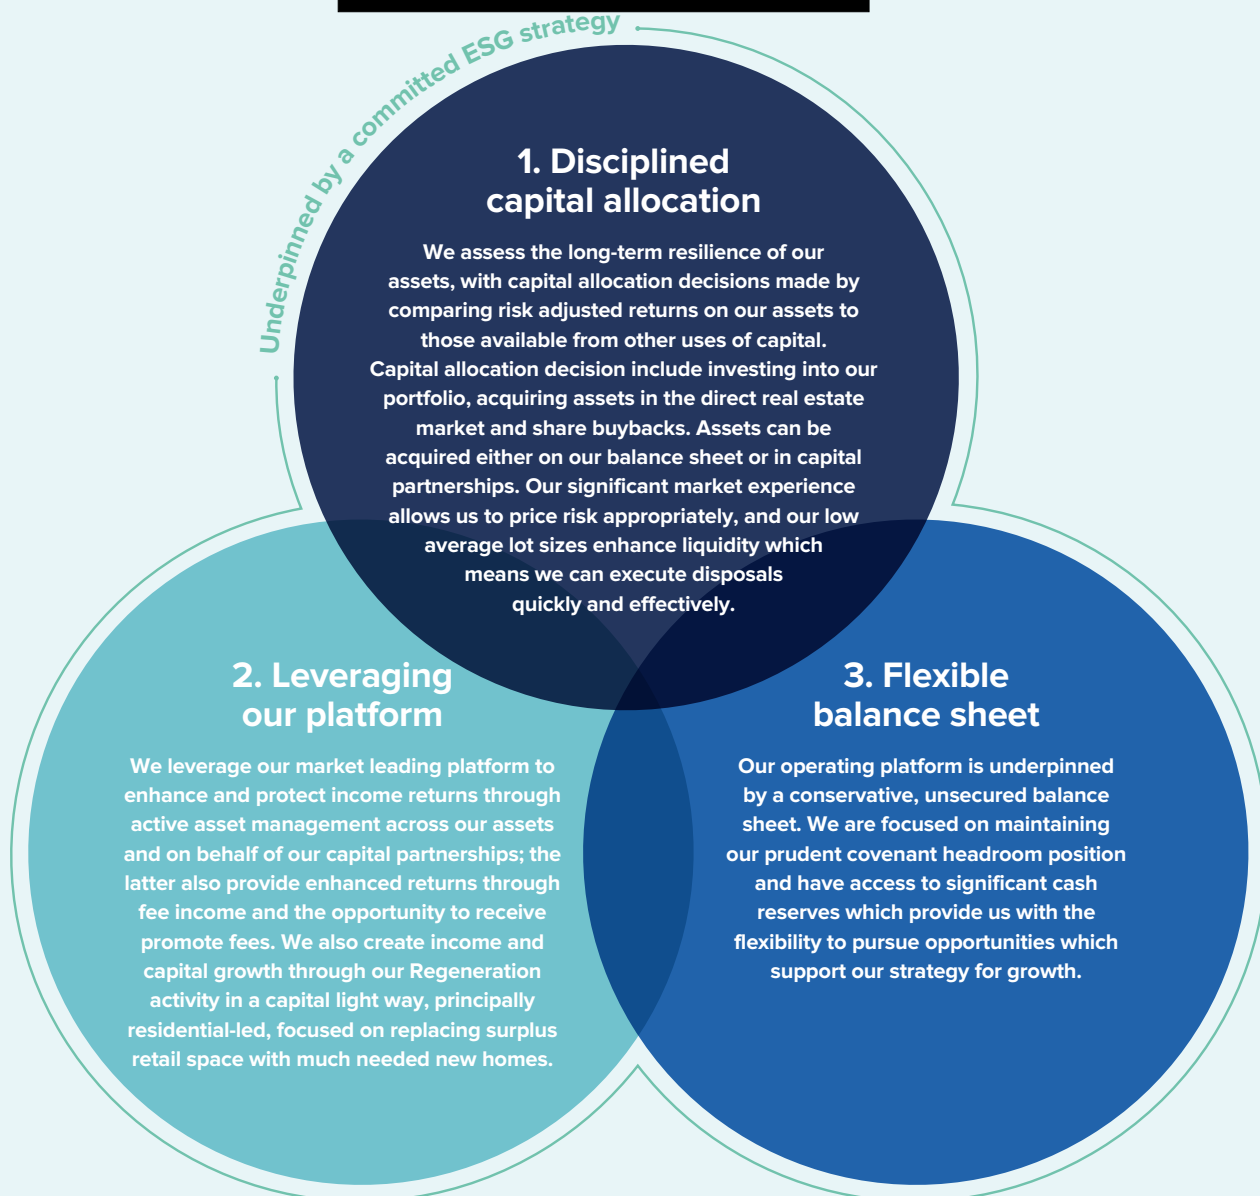 Underpinned by a committed ESG strategy
1. Disciplined
capital allocation
We assess the long-term resilience of our
assets, with capital allocation decisions made by
comparing risk adjusted returns on our assets to
those available from other uses of capital.
Capital allocation decision include investing into our
portfolio, acquiring assets in the direct real estate
market and share buybacks. Assets can be
acquired either on our balance sheet or in capital
partnerships. Our significant market experience
allows us to price risk appropriately, and our low
average lot sizes enhance liquidity which
means we can execute disposals
quickly and effectively.
2. Leveraging
our platform
We leverage our market leading platform to
enhance and protect income returns through
active asset management across our assets
and on behalf of our capital partnerships; the
latter also provide enhanced returns through
fee income and the opportunity to receive
promote fees. We also create income and
capital growth through our Regeneration
activity in a capital light way, principally
residential-led, focused on replacing surplus
retail space with much needed new homes.
3. Flexible
balance sheet
Our operating platform is underpinned
by a conservative, unsecured balance
sheet. We are focused on maintaining
our prudent covenant headroom position
and have access to significant cash
reserves which provide us with the
flexibility to pursue opportunities which
support our strategy for growth.